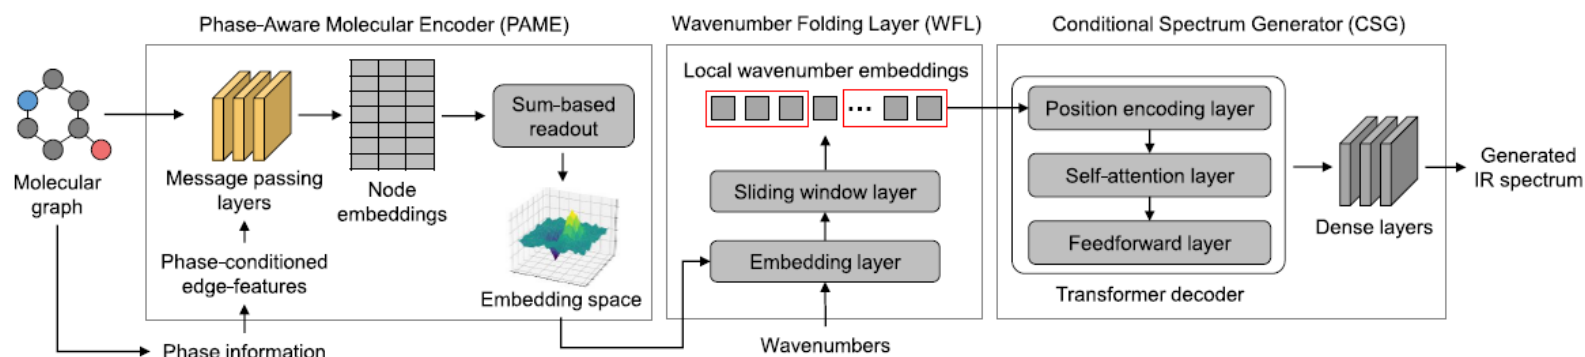 Phase-Aware Molecular Encoder (PAME)
Wavenumber Folding Layer (WFL)
Conditional Spectrum Generator (CSG)
Molecular
graph
Message passing
layers
Phase-conditioned
edge-features
Phase information
Node
embeddings
Sum-based
readout
Embedding space
Local wavenumber embeddings
...
Sliding window layer
Embedding layer
Wavenumbers
Position encoding layer
Self-attention layer
Feedforward layer
Transformer decoder
Dense layers
Generated
IR spectrum